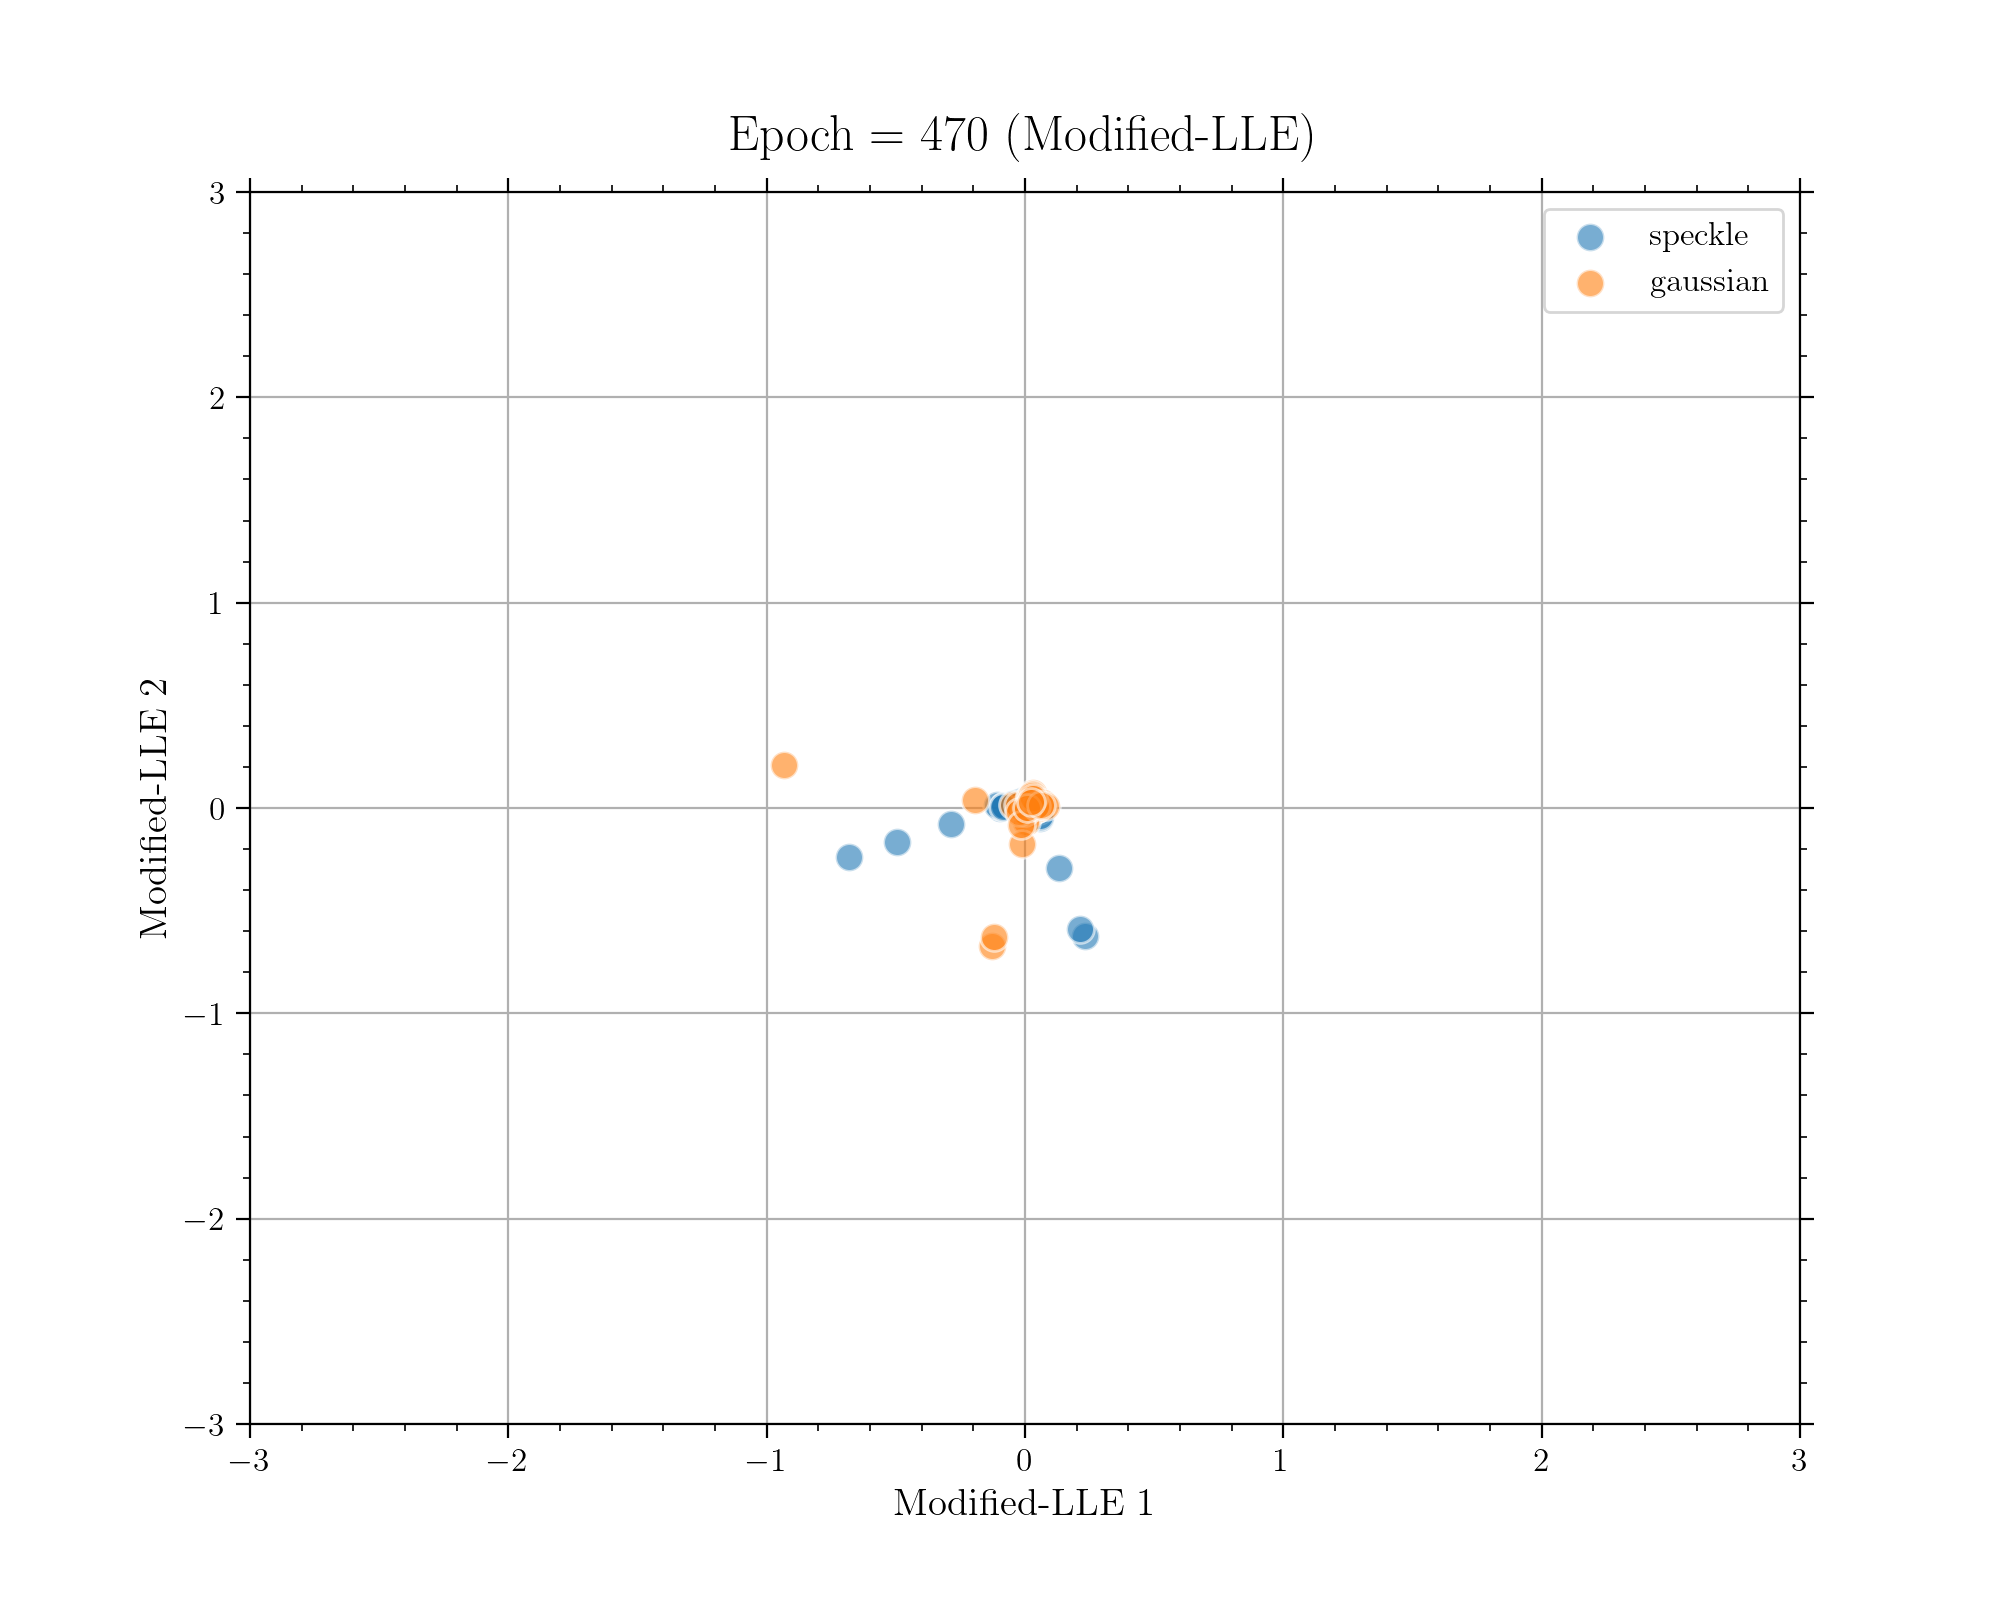 Epoch = 470 (Modified-LLE)
speckle
gaussian
3
2
1
0
−1
−2
−3
Modified-LLE 2
−3 −2 −1 0 1 2 3
Modified-LLE 1